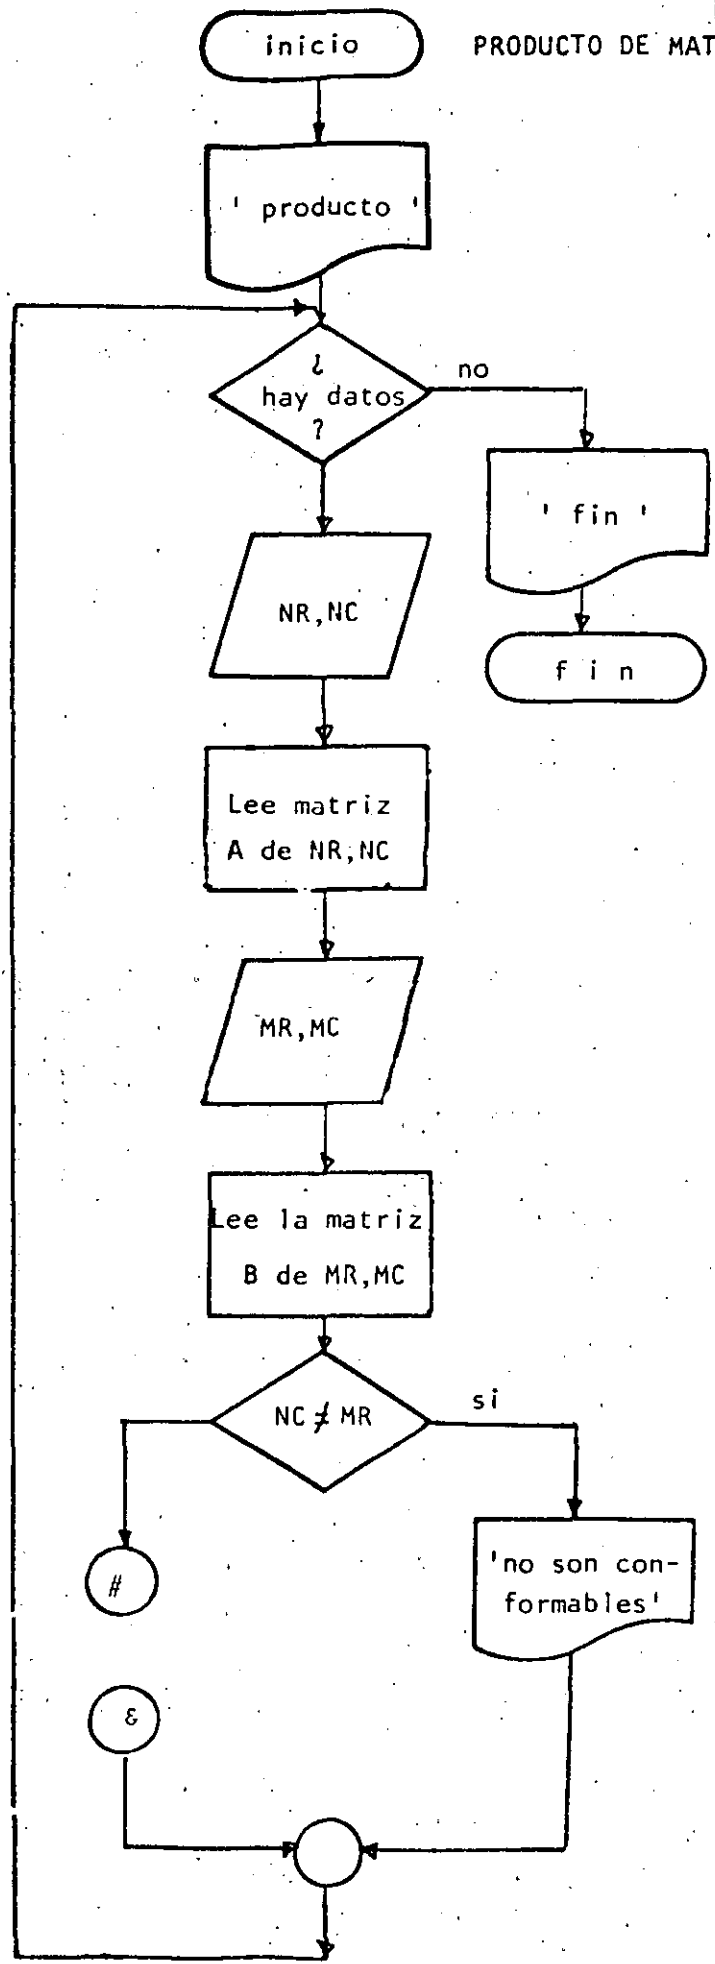 inicio
PRODUCTO DE MAT
' producto '
¿
hay datos
?
no
' fin '
f i n
NR,NC
Lee matriz
A de NR,NC
MR,MC
Lee la matriz
B de MR,MC
NC ≠ MR
si
'no son con-
formables'
#
&